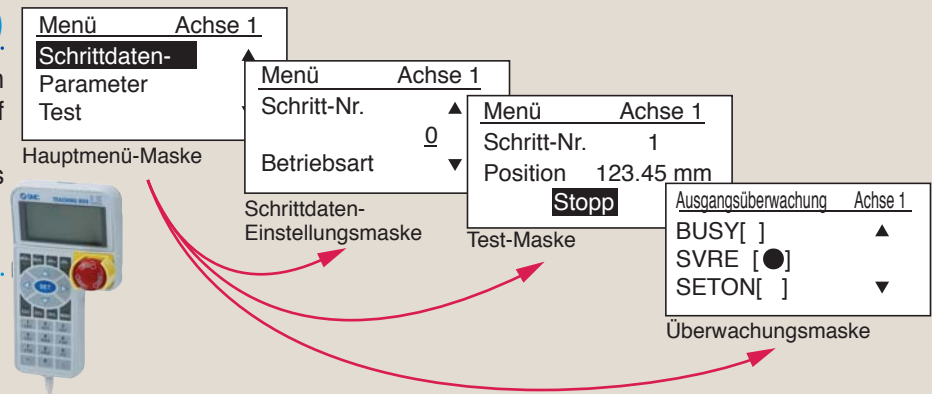 Menü Achse 1
Schrittdaten-
Parameter
Test
Hauptmenü-Maske
Menü Achse 1
Schritt-Nr.
0
Betriebsart
Schrittdaten-
Einstellungsmaske
Menü Achse 1
Schritt-Nr. 1
Position 123.45 mm
Stopp
Test-Maske
Ausgangsüberwachung Achse 1
BUSY[ ]
SVRE [●]
SETON[ ]
Überwachungsmaske
SMC TEACHING BOX
SET